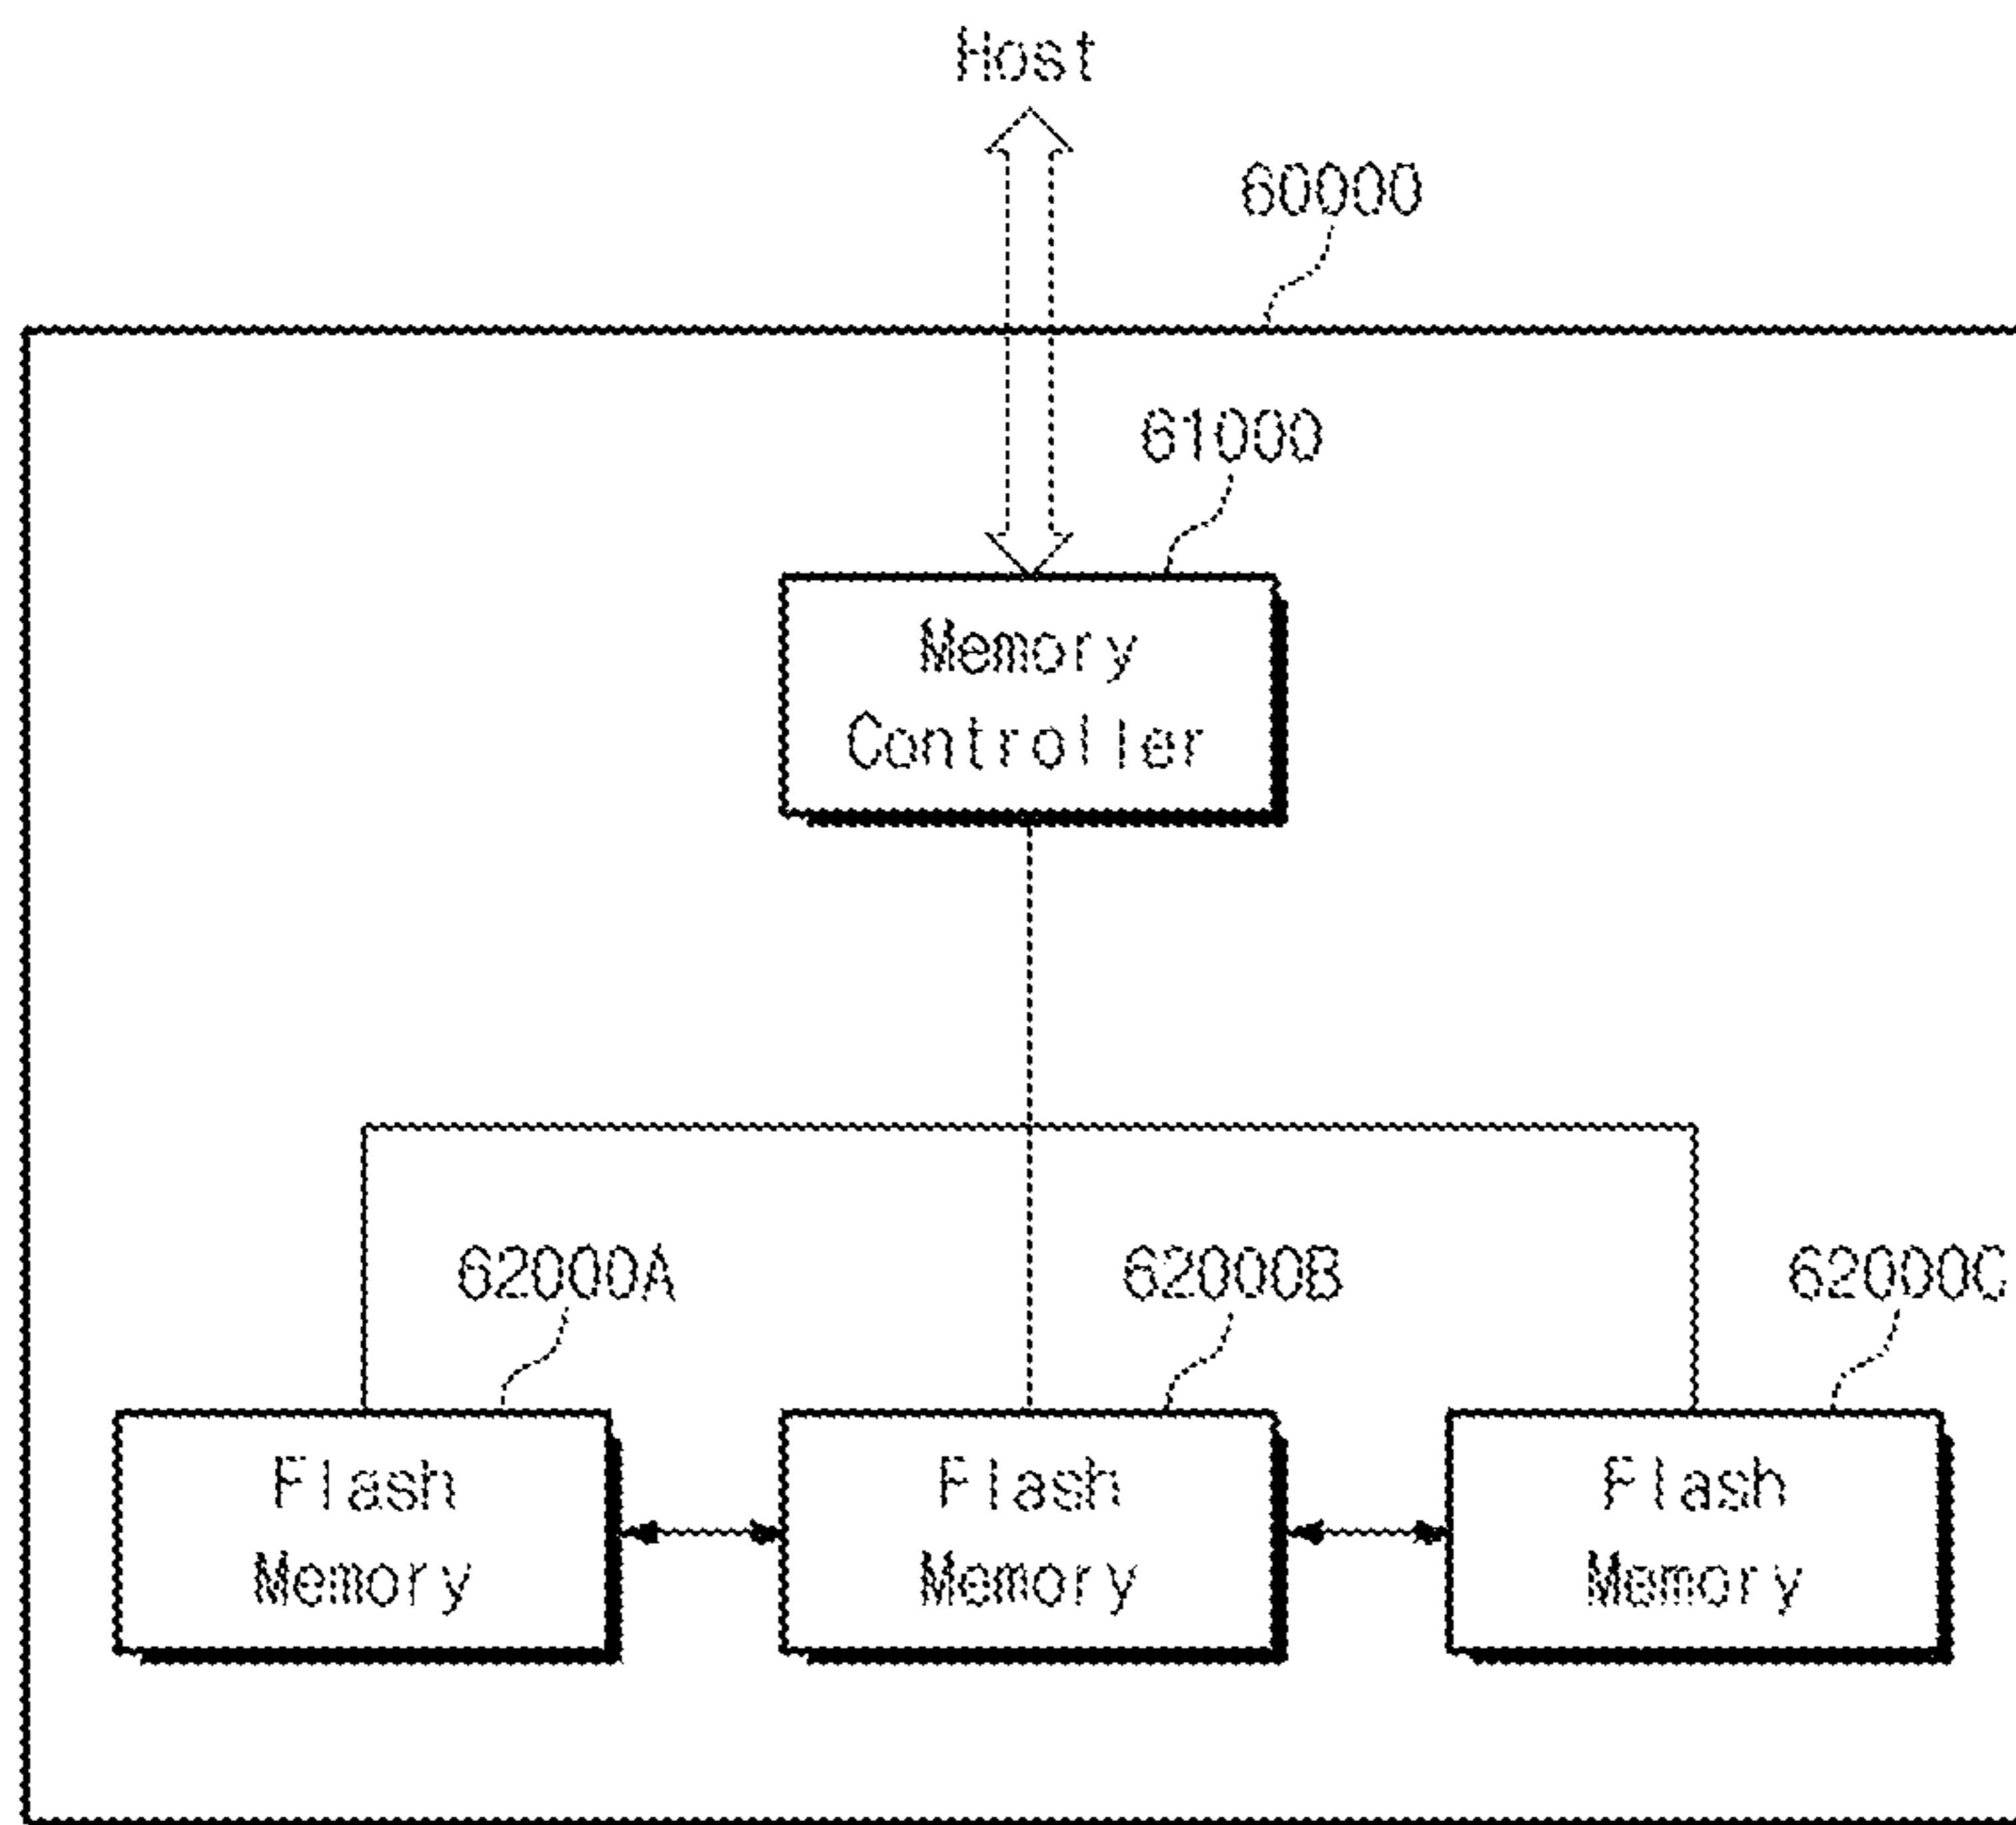 Host
60000
61000
Memory
Controller
62000A
62000B
62000C
Flash
Memory
Flash
Memory
Flash
Memory